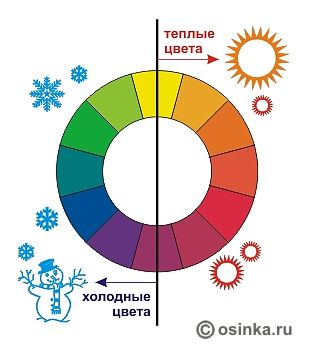 теплые
цвета
холодные
цвета
© osinka.ru